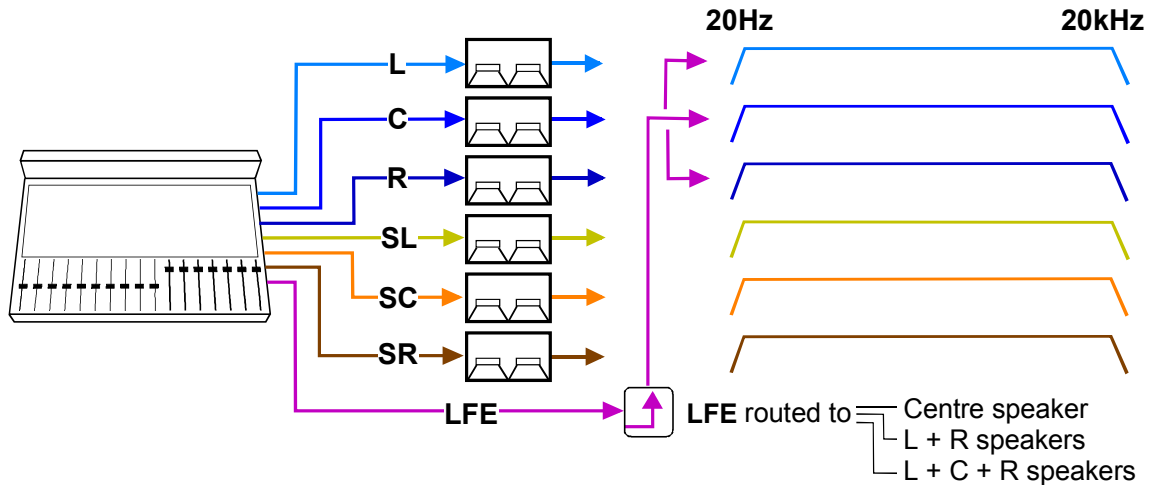 20Hz 20kHz
L
C
R
SL
SC
SR
LFE
LFE routed to Centre speaker
L + R speakers
L + C + R speakers